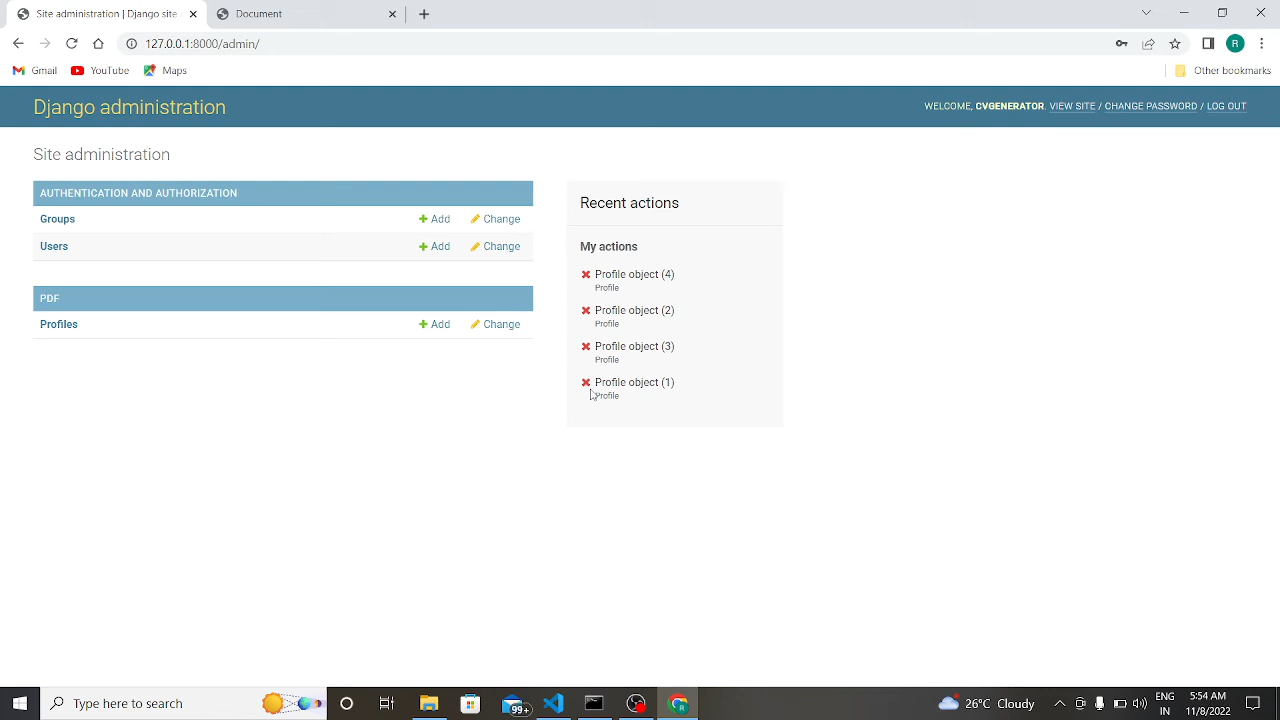 Site administration | Django site
Document
127.0.0.1:8000/admin/
R
Gmail
YouTube
Maps
Other bookmarks
Django administration
WELCOME, CVGENERATOR. VIEW SITE / CHANGE PASSWORD / LOG OUT
Site administration
AUTHENTICATION AND AUTHORIZATION
Groups
Add
Change
Users
Add
Change
PDF
Profiles
Add
Change
Recent actions
My actions
Profile object (4)
Profile
Profile object (2)
Profile
Profile object (3)
Profile
Profile object (1)
Profile
Type here to search
99+
R
26°C Cloudy
ENG
IN
5:54 AM
11/8/2022